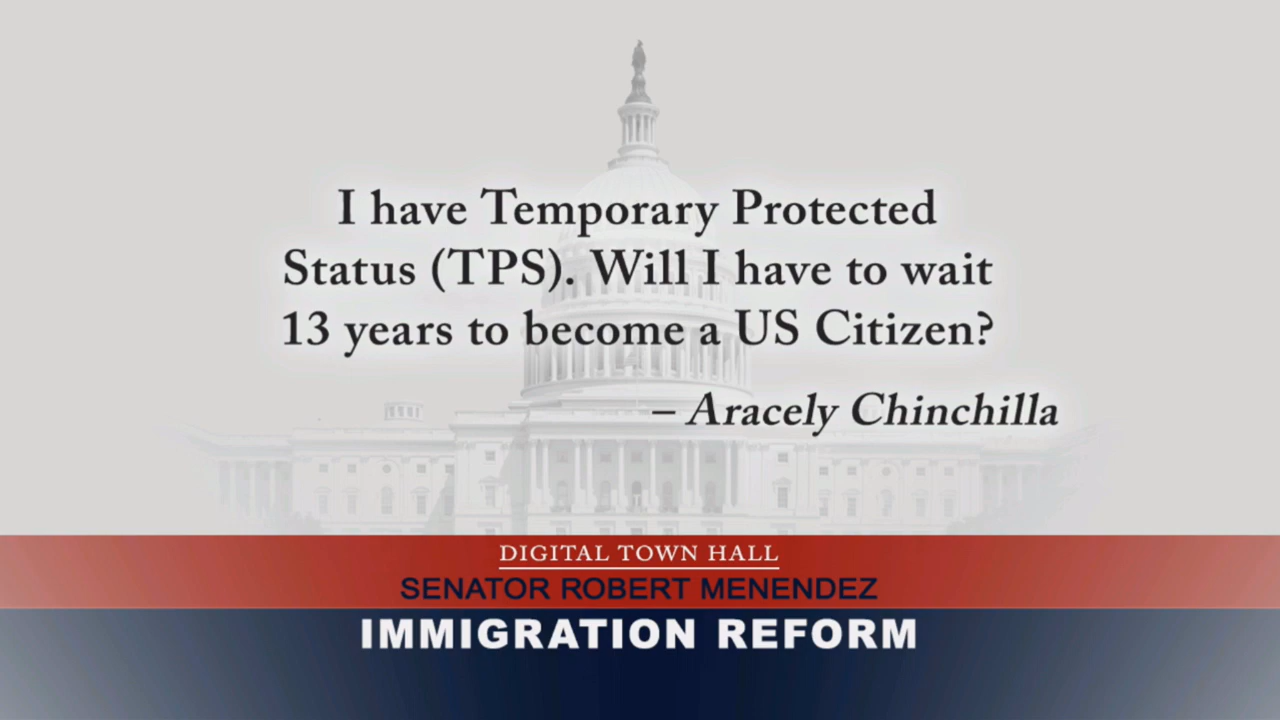 I have Temporary Protected
Status (TPS). Will I have to wait
13 years to become a US Citizen?
– Aracely Chinchilla
DIGITAL TOWN HALL
SENATOR ROBERT MENENDEZ
IMMIGRATION REFORM